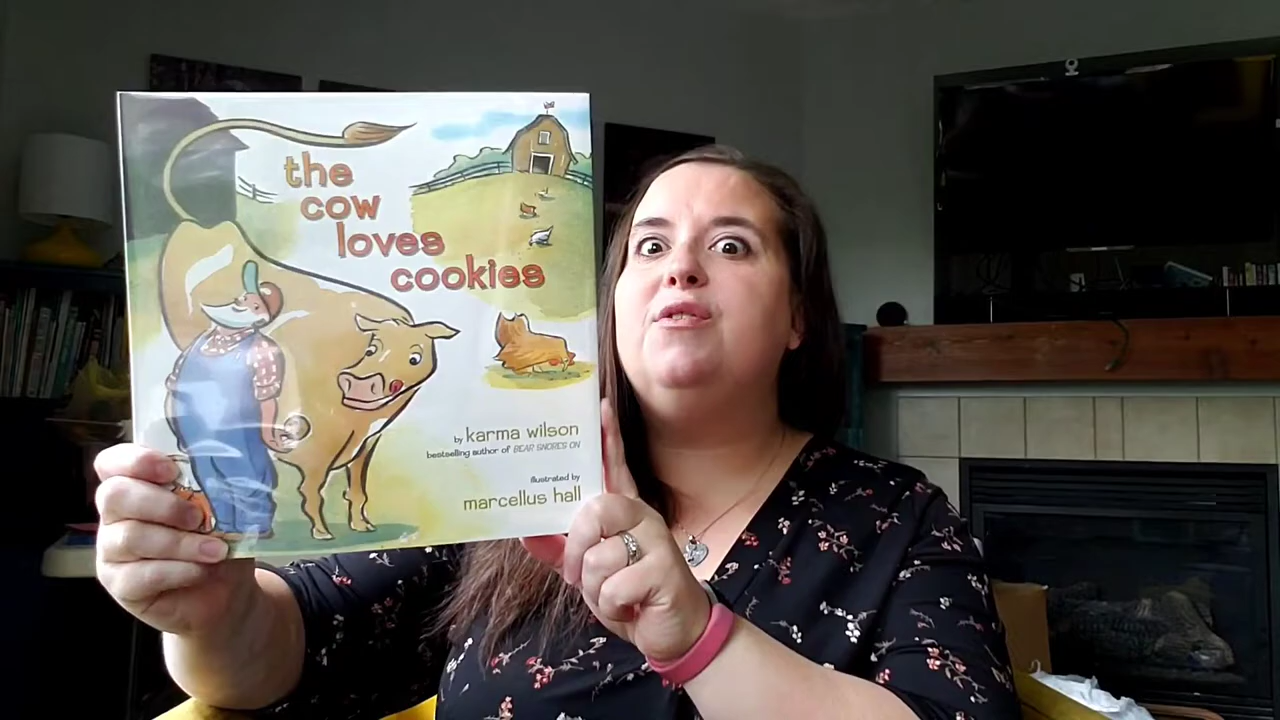 the
cow
loves
cookies
by karma wilson
bestselling author of BEAR SNORES ON
illustrated by
marcellus hall